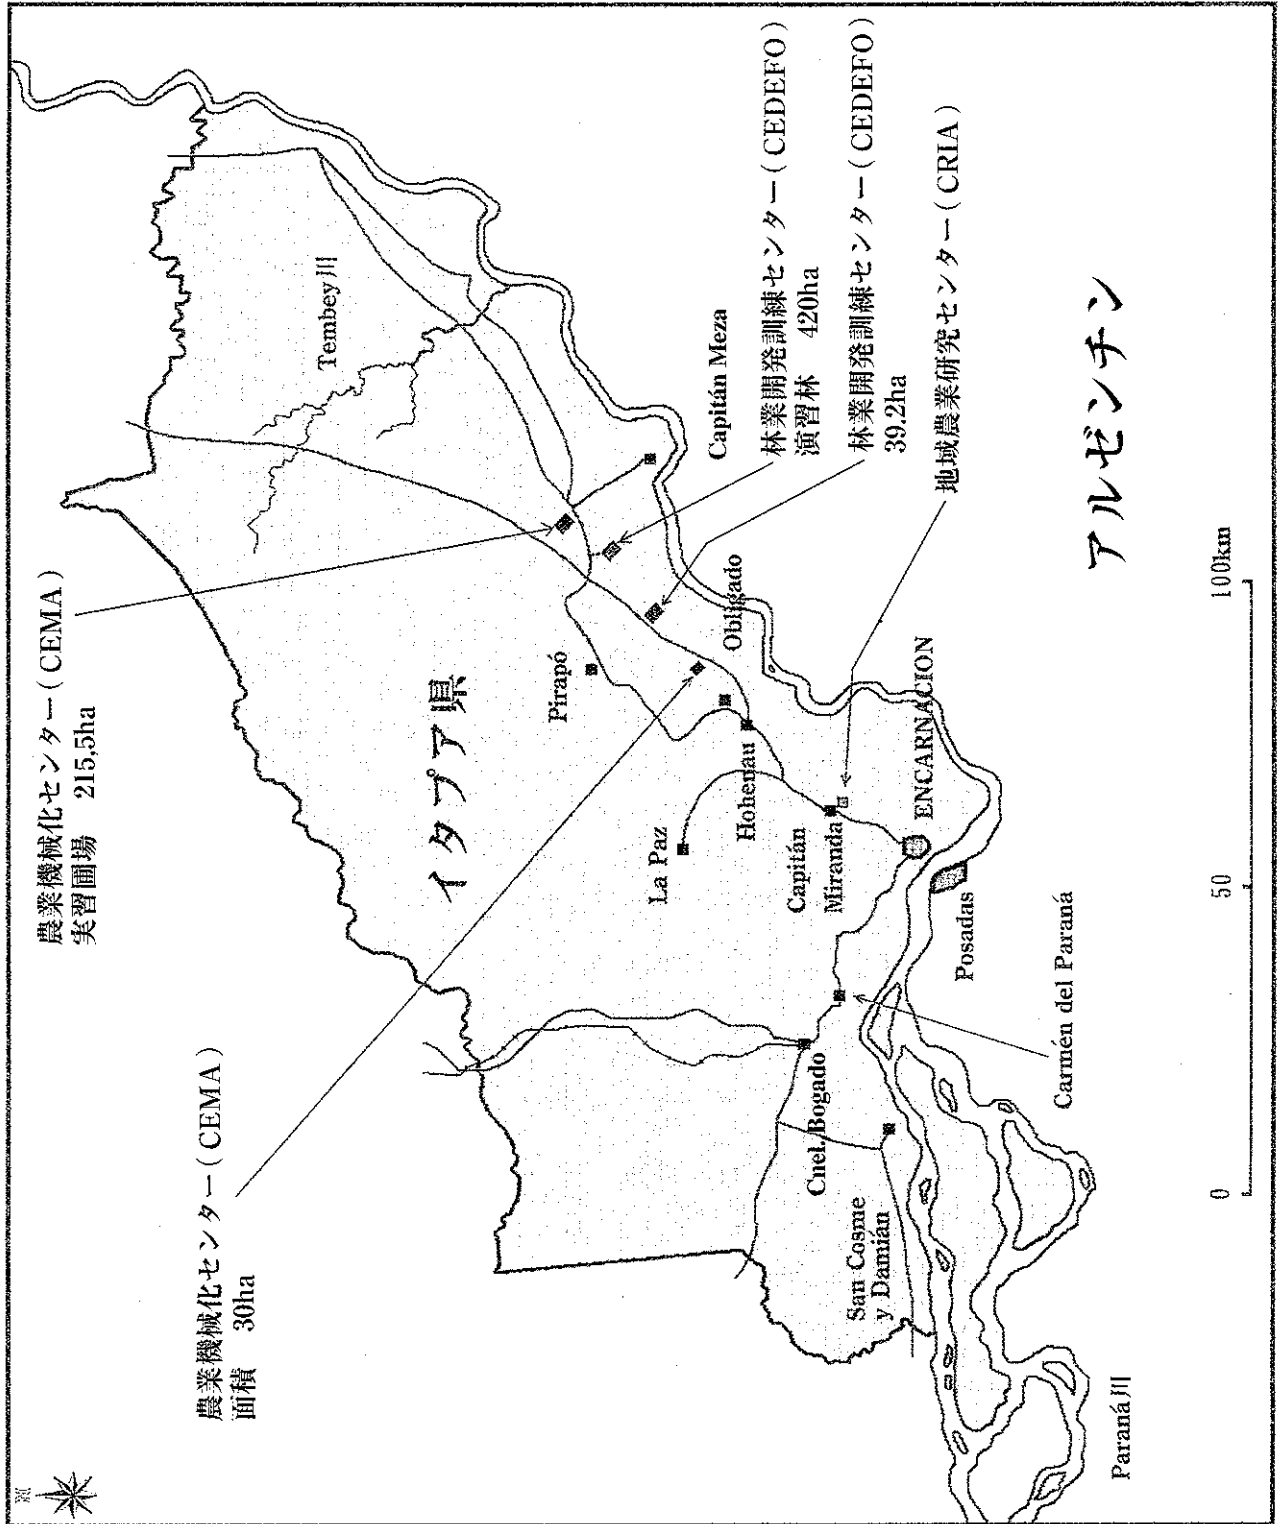 農業機械化センター(CEMA)
面積 30ha
農業機械化センター(CEMA)
実習圃場 215,5ha
イタプア県
Tembey川
Pirapó
La Paz
Hohenau
Obligado
Capitán Meza
林業開発訓練センター(CEDEFO)
演習林 420ha
林業開発訓練センター(CEDEFO)
39.2ha
地域農業研究センター(CRIA)
Capitán
Miranda
ENCARNACION
Posadas
Cnel. Bogado
Carmén del Paraná
San Cosme
y Damián
Paraná川
アルゼンチン
0 50 100km